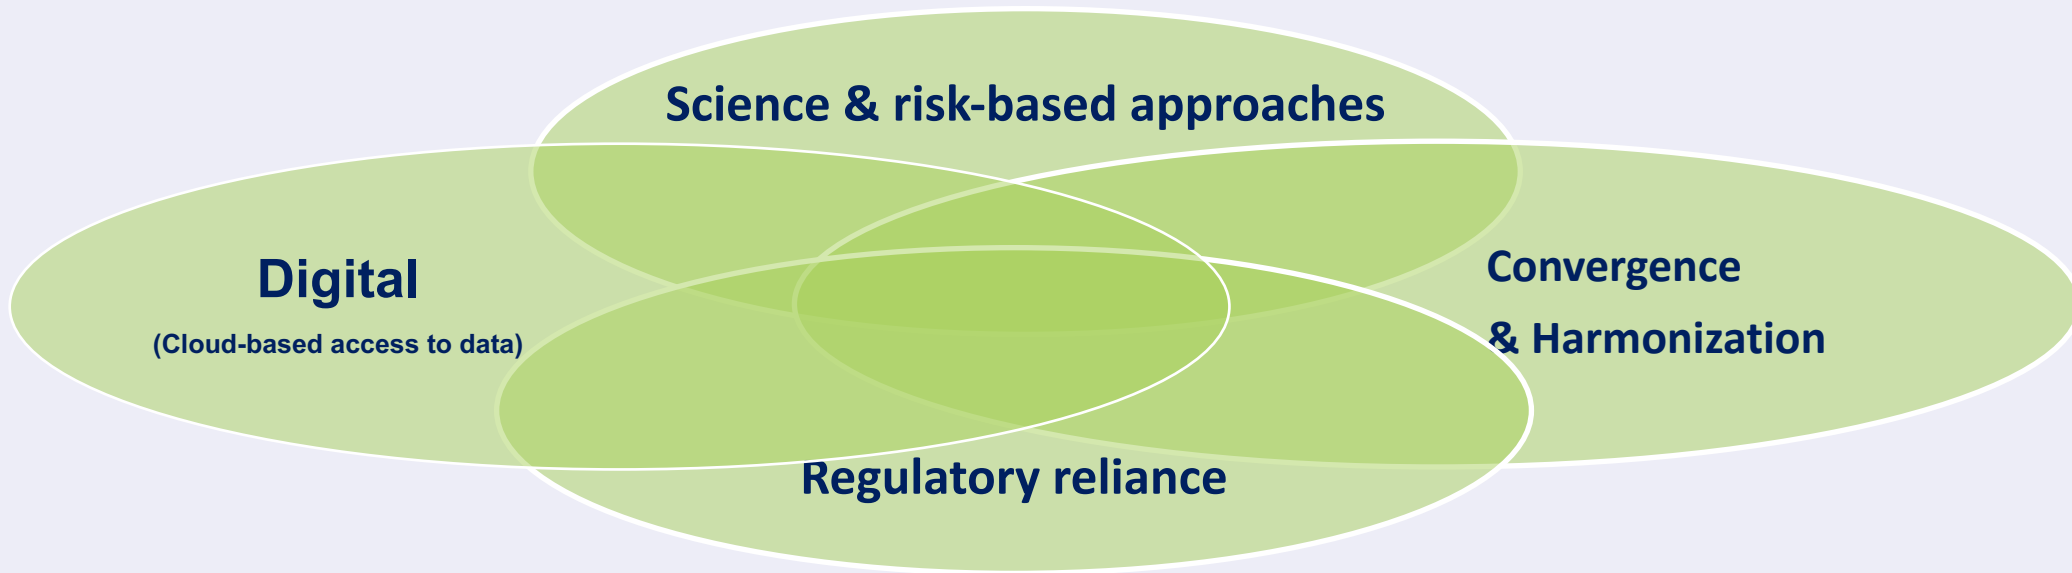 Science & risk-based approaches
Digital
(Cloud-based access to data)
Convergence
& Harmonization
Regulatory reliance